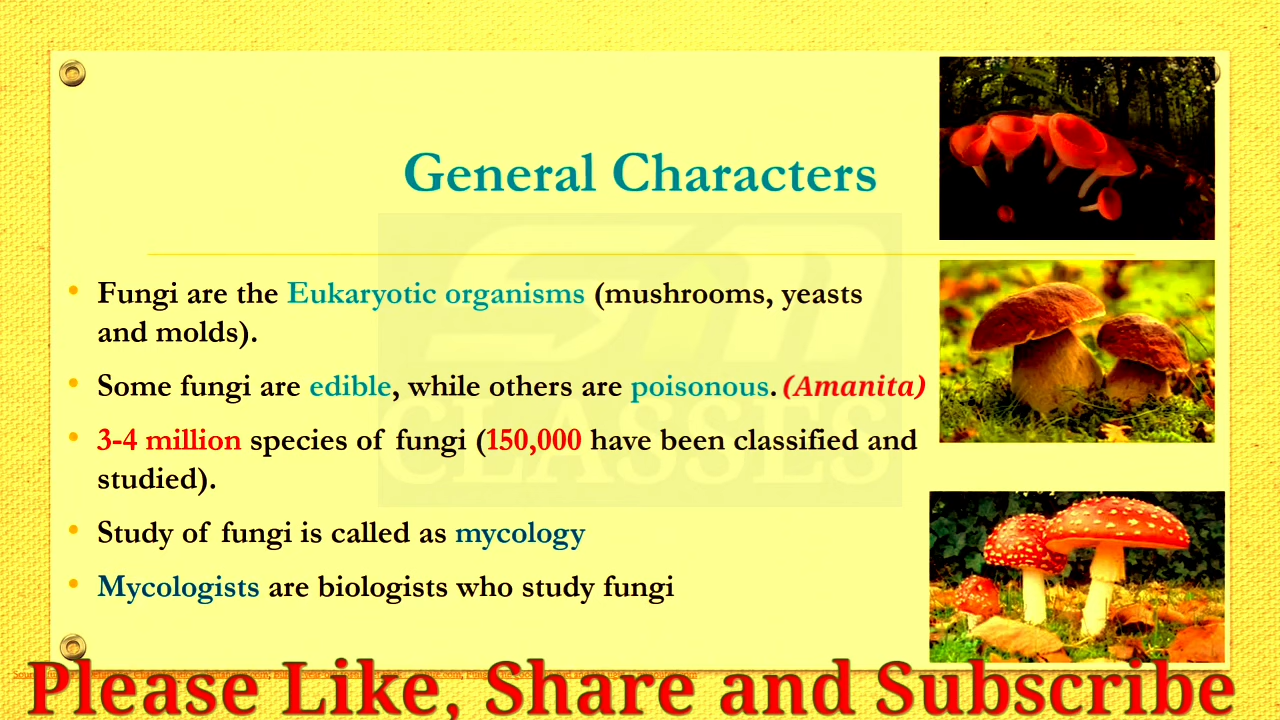 General Characters
Fungi are the Eukaryotic organisms (mushrooms, yeasts
and molds).
Some fungi are edible, while others are poisonous. (Amanita)
3-4 million species of fungi (150,000 have been classified and
studied).
Study of fungi is called as mycology
Mycologists are biologists who study fungi
SM
CLASSES
Please Like, Share and Subscribe